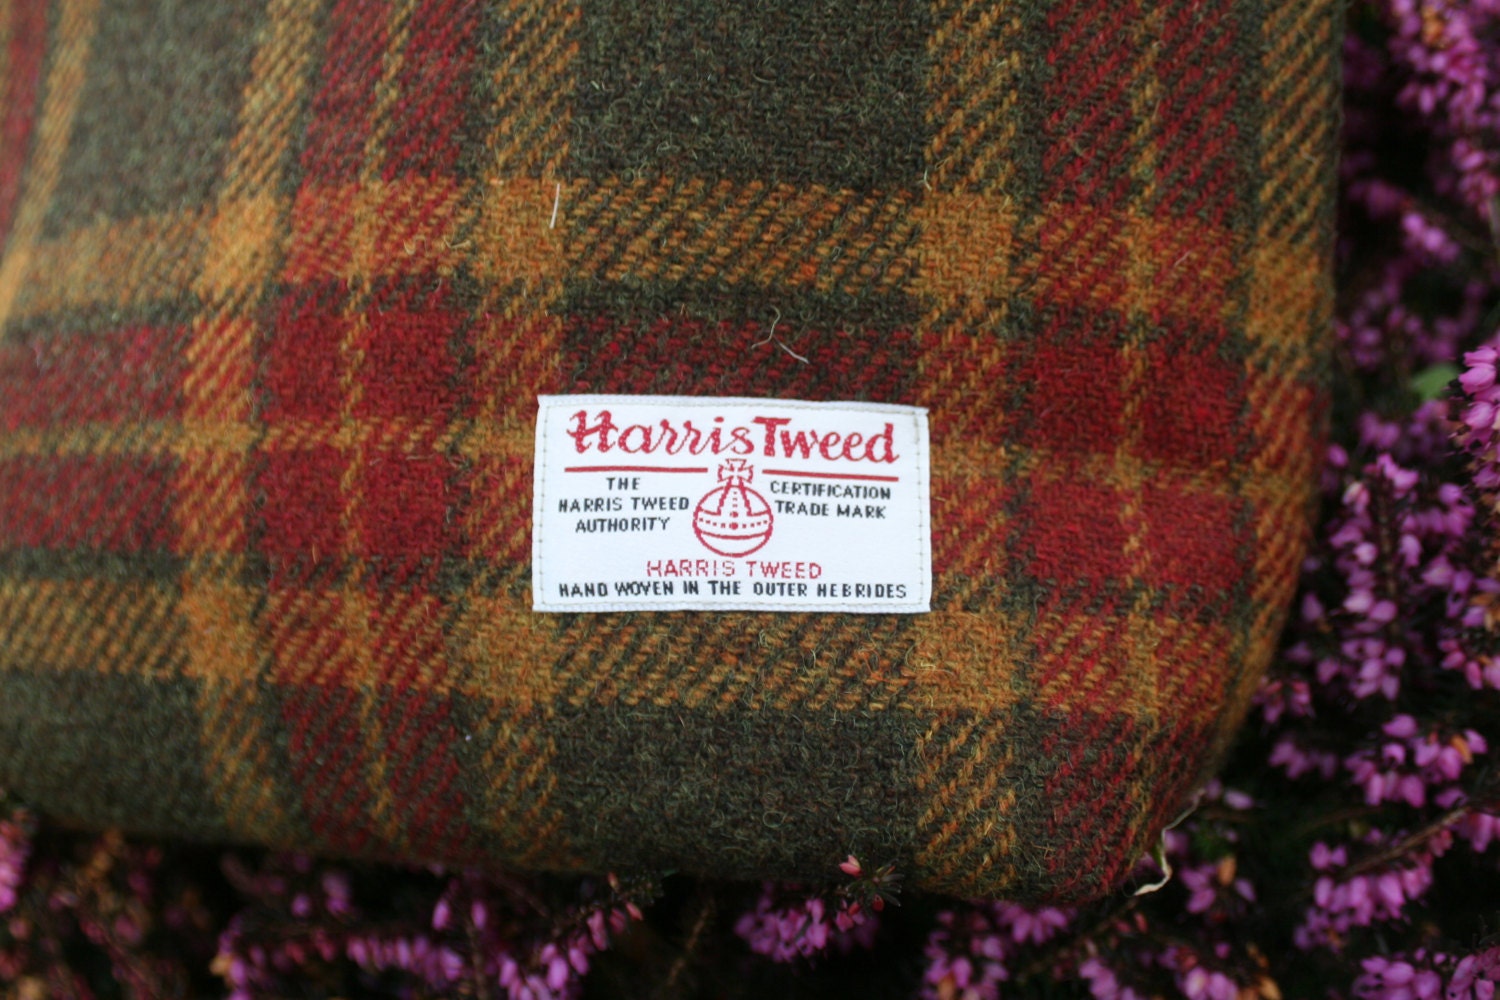 Harris Tweed
THE
HARRIS TWEED
AUTHORITY
CERTIFICATION
TRADE MARK
HARRIS TWEED
HAND WOVEN IN THE OUTER HEBRIDES